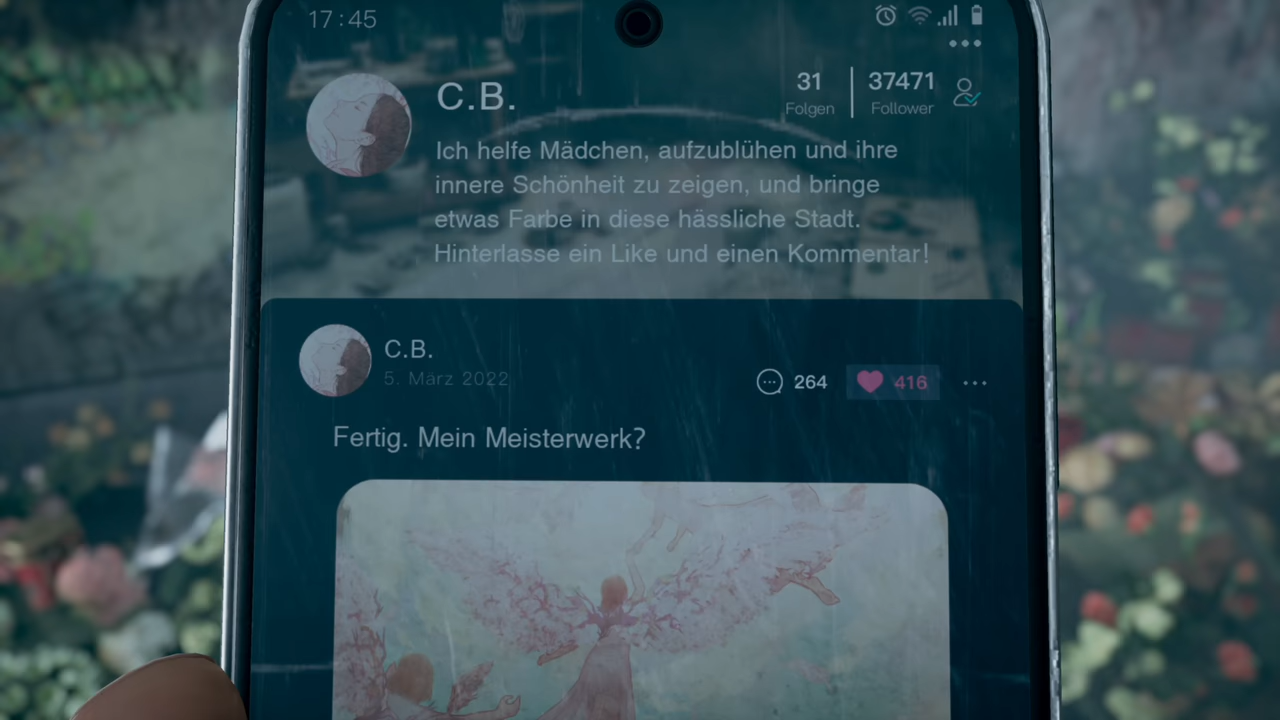 17:45
C.B.
31
Folgen
37471
Follower
Ich helfe Mädchen, aufzublühen und ihre
innere Schönheit zu zeigen, und bringe
etwas Farbe in diese hässliche Stadt.
Hinterlasse ein Like und einen Kommentar!
C.B.
5. März 2022
264
416
Fertig. Mein Meisterwerk?